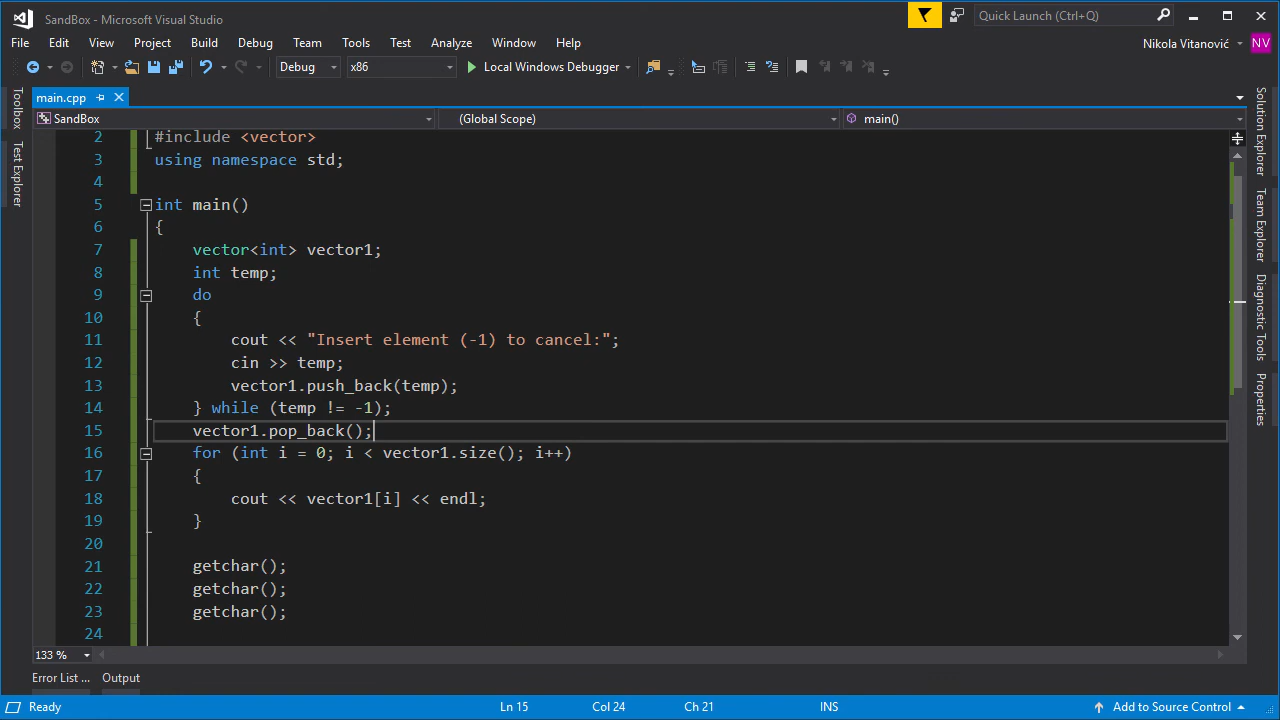 SandBox - Microsoft Visual Studio
Quick Launch (Ctrl+Q)
File Edit View Project Build Debug Team Tools Test Analyze Window Help
Nikola Vitanović NV
Debug x86 Local Windows Debugger
main.cpp
SandBox (Global Scope) main()
Toolbox
Test Explorer
2 #include <vector>
3 using namespace std;
4
5 int main()
6 {
7 vector<int> vector1;
8 int temp;
9 do
10 {
11 cout << "Insert element (-1) to cancel:";
12 cin >> temp;
13 vector1.push_back(temp);
14 } while (temp != -1);
15 vector1.pop_back();
16 for (int i = 0; i < vector1.size(); i++)
17 {
18 cout << vector1[i] << endl;
19 }
20
21 getchar();
22 getchar();
23 getchar();
24
Solution Explorer
Team Explorer
Diagnostic Tools
Properties
133 %
Error List ... Output
Ready Ln 15 Col 24 Ch 21 INS Add to Source Control